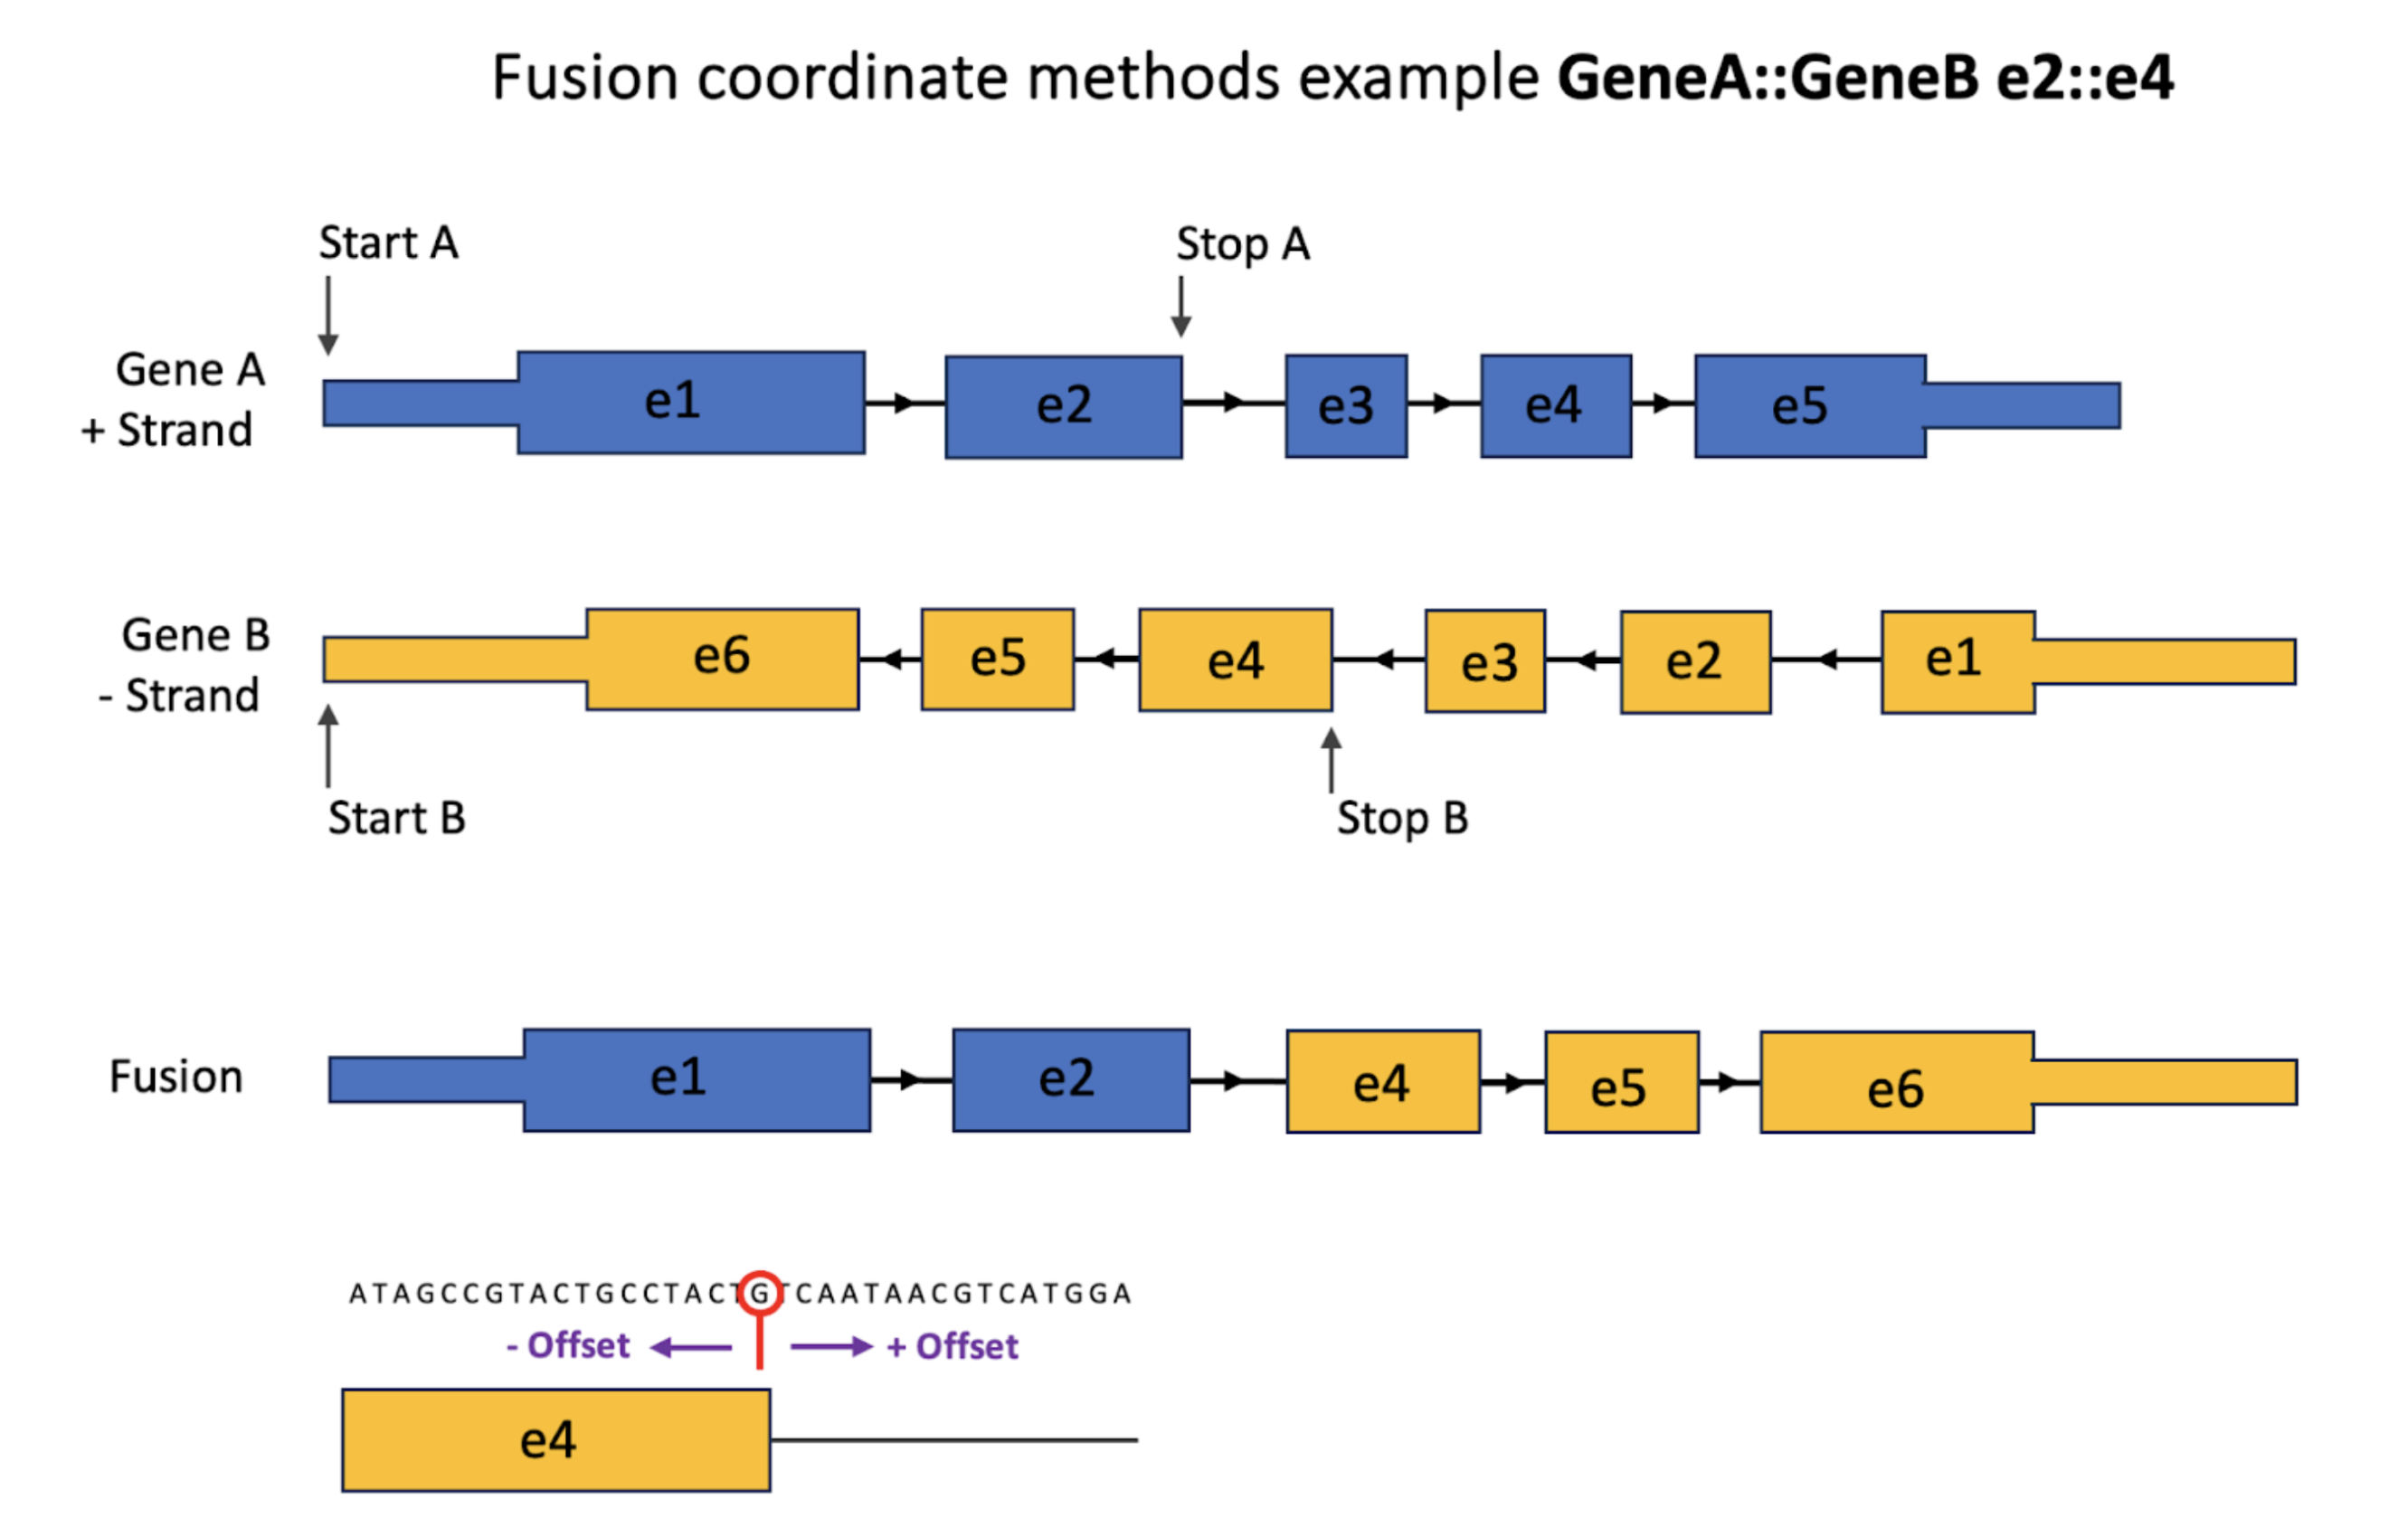 Fusion coordinate methods example GeneA::GeneB e2::e4
Start A
Stop A
Gene A
+ Strand
e1
e2
e3
e4
e5
Gene B
- Strand
e6
e5
e4
e3
e2
e1
Start B
Stop B
Fusion
e1
e2
e4
e5
e6
ATAGCCGTACTGCCTACTGTCAATAACGTCATGGA
- Offset
+ Offset
e4